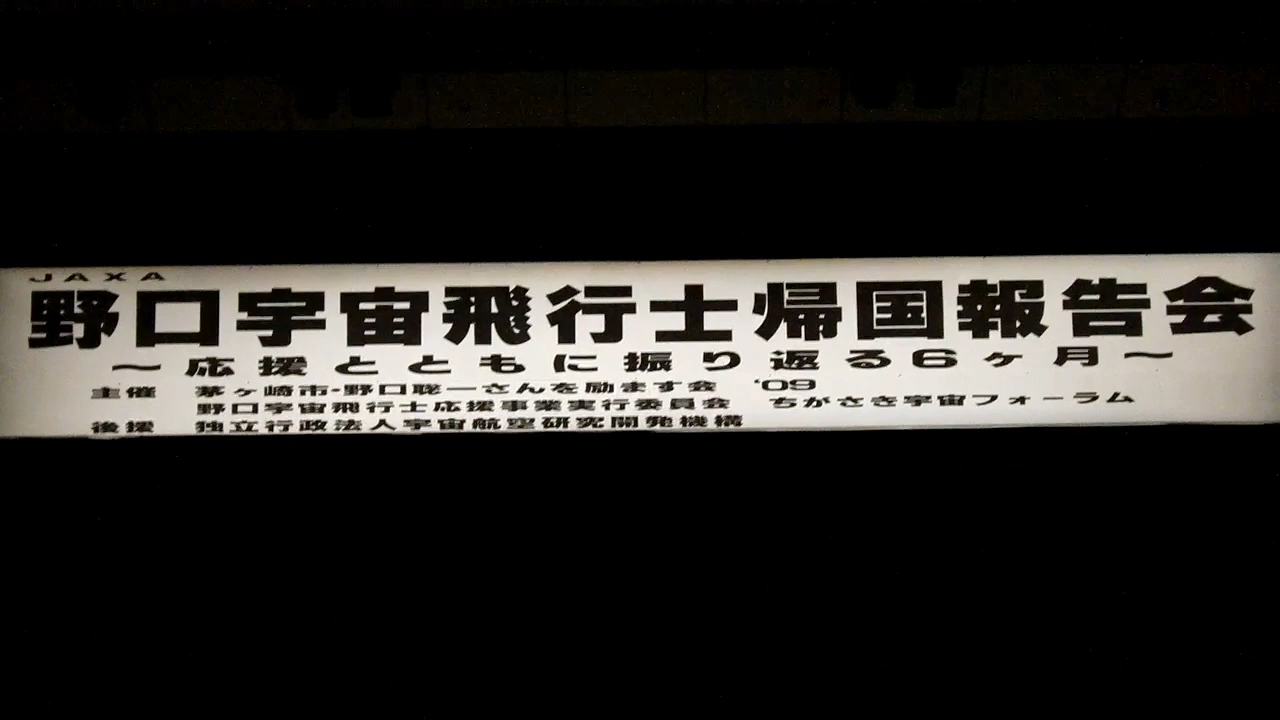 JAXA
野口宇宙飛行士帰国報告会
～応援とともに振り返る6ヶ月～
主催 茅ヶ崎市・野口聡一さんを励ます会 '09
野口宇宙飛行士応援事業実行委員会 ちがさき宇宙フォーラム
後援 独立行政法人宇宙航空研究開発機構